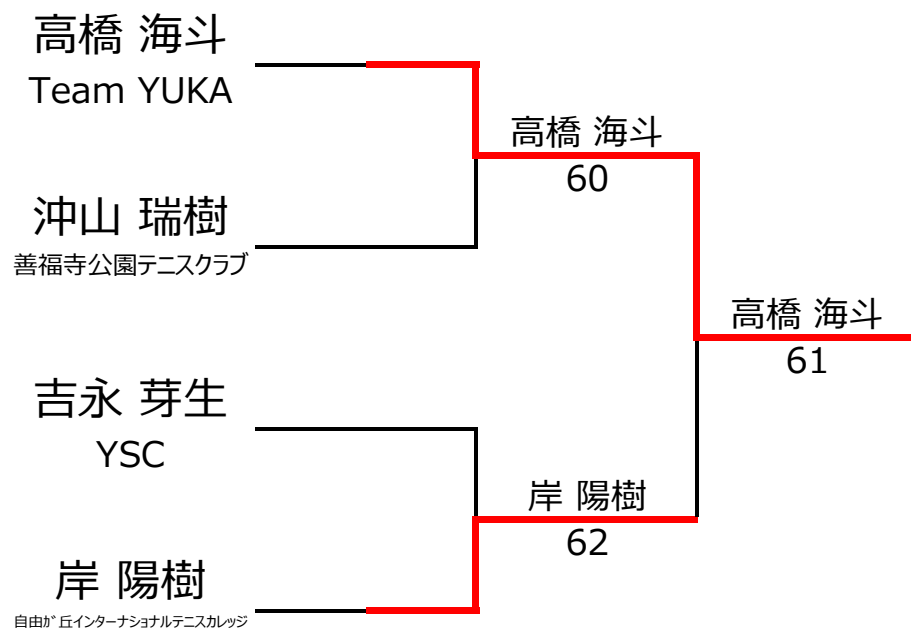 高橋 海斗
Team YUKA
沖山 瑞樹
善福寺公園テニスクラブ
吉永 芽生
YSC
岸 陽樹
自由が丘インターナショナルテニスカレッジ
高橋 海斗
60
岸 陽樹
62
高橋 海斗
61